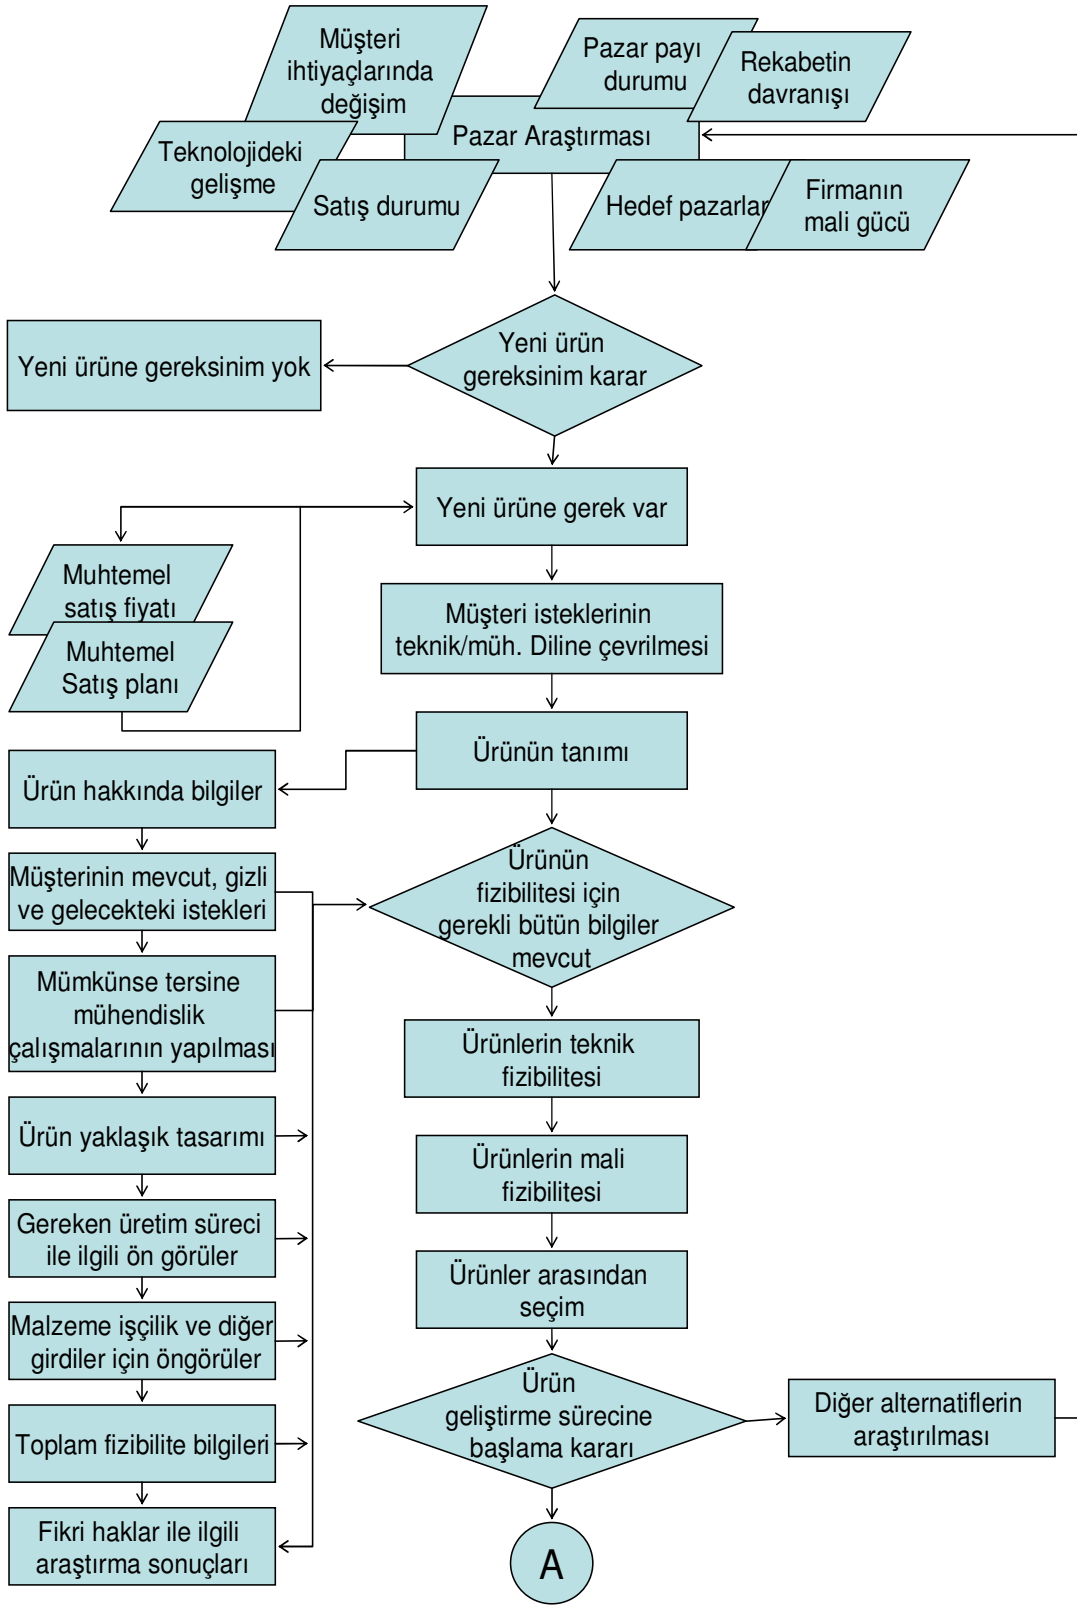 Müşteri
ihtiyaçlarında
değişim
Pazar payı
durumu
Rekabetin
davranışı
Pazar Araştırması
Teknolojideki
gelişme
Satış durumu
Hedef pazarlar
Firmanın
mali gücü
Yeni ürün
gereksinim karar
Yeni ürüne gereksinim yok
Yeni ürüne gerek var
Muhtemel
satış fiyatı
Muhtemel
Satış planı
Müşteri isteklerinin
teknik/müh. Diline çevrilmesi
Ürünün tanımı
Ürün hakkında bilgiler
Müşterinin mevcut, gizli
ve gelecekteki istekleri
Ürünün
fizibilitesi için
gerekli bütün bilgiler
mevcut
Mümkünse tersine
mühendislik
çalışmalarının yapılması
Ürünlerin teknik
fizibilitesi
Ürün yaklaşık tasarımı
Ürünlerin mali
fizibilitesi
Gereken üretim süreci
ile ilgili ön görüler
Ürünler arasından
seçim
Malzeme işçilik ve diğer
girdiler için öngörüler
Ürün
geliştirme sürecine
başlama kararı
Diğer alternatiflerin
araştırılması
Toplam fizibilite bilgileri
Fikri haklar ile ilgili
araştırma sonuçları
A